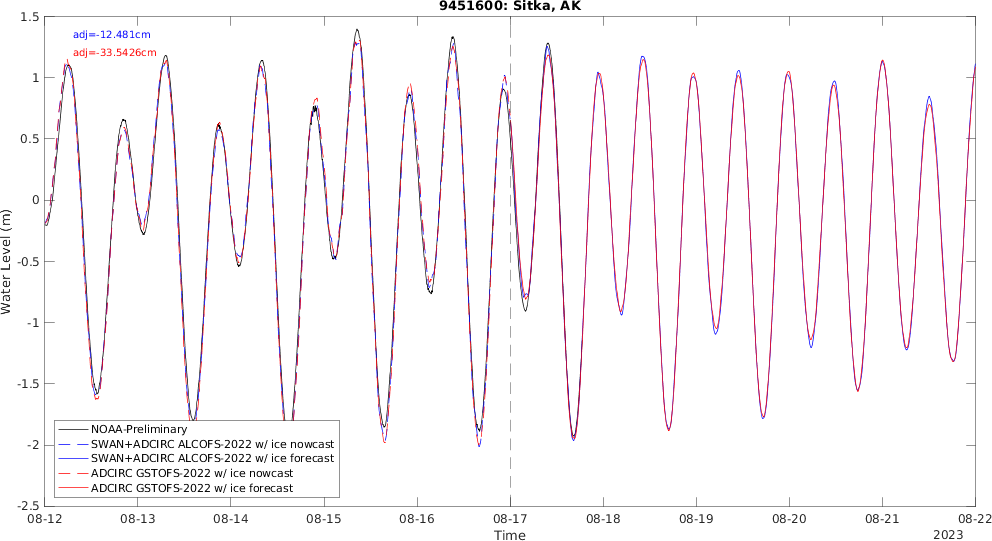 9451600: Sitka, AK
adj=-12.481cm
adj=-33.5426cm
1.5
1
0.5
0
-0.5
-1
-1.5
-2
-2.5
Water Level (m)
NOAA-Preliminary
SWAN+ADCIRC ALCOFS-2022 w/ ice nowcast
SWAN+ADCIRC ALCOFS-2022 w/ ice forecast
ADCIRC GSTOFS-2022 w/ ice nowcast
ADCIRC GSTOFS-2022 w/ ice forecast
08-12 08-13 08-14 08-15 08-16 08-17 08-18 08-19 08-20 08-21 08-22
Time
2023